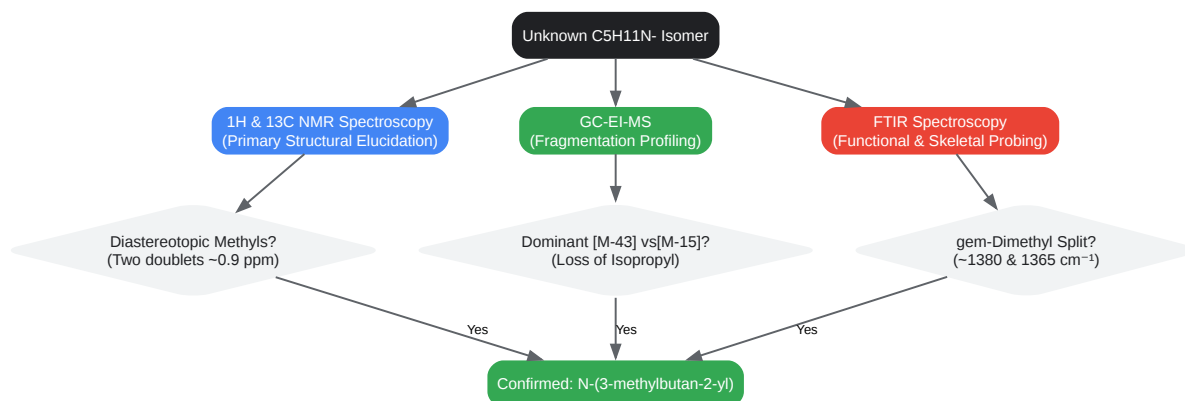 Unknown C5H11N- Isomer
1H & 13C NMR Spectroscopy
(Primary Structural Elucidation)
GC-EI-MS
(Fragmentation Profiling)
FTIR Spectroscopy
(Functional & Skeletal Probing)
Diastereotopic Methyls?
(Two doublets ~0.9 ppm)
Dominant [M-43] vs[M-15]?
(Loss of Isopropyl)
gem-Dimethyl Split?
(~1380 & 1365 cm⁻¹)
Yes
Yes
Yes
Confirmed: N-(3-methylbutan-2-yl)